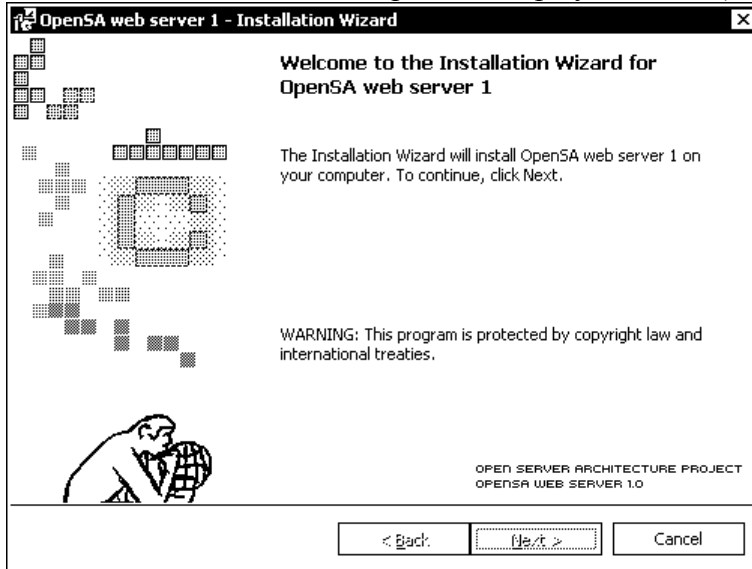 OpenSA web server 1 - Installation Wizard
Welcome to the Installation Wizard for
OpenSA web server 1
The Installation Wizard will install OpenSA web server 1 on
your computer. To continue, click Next.
WARNING: This program is protected by copyright law and
international treaties.
OPEN SERVER ARCHITECTURE PROJECT
OPENSA WEB SERVER 1.0
< Back
Next >
Cancel